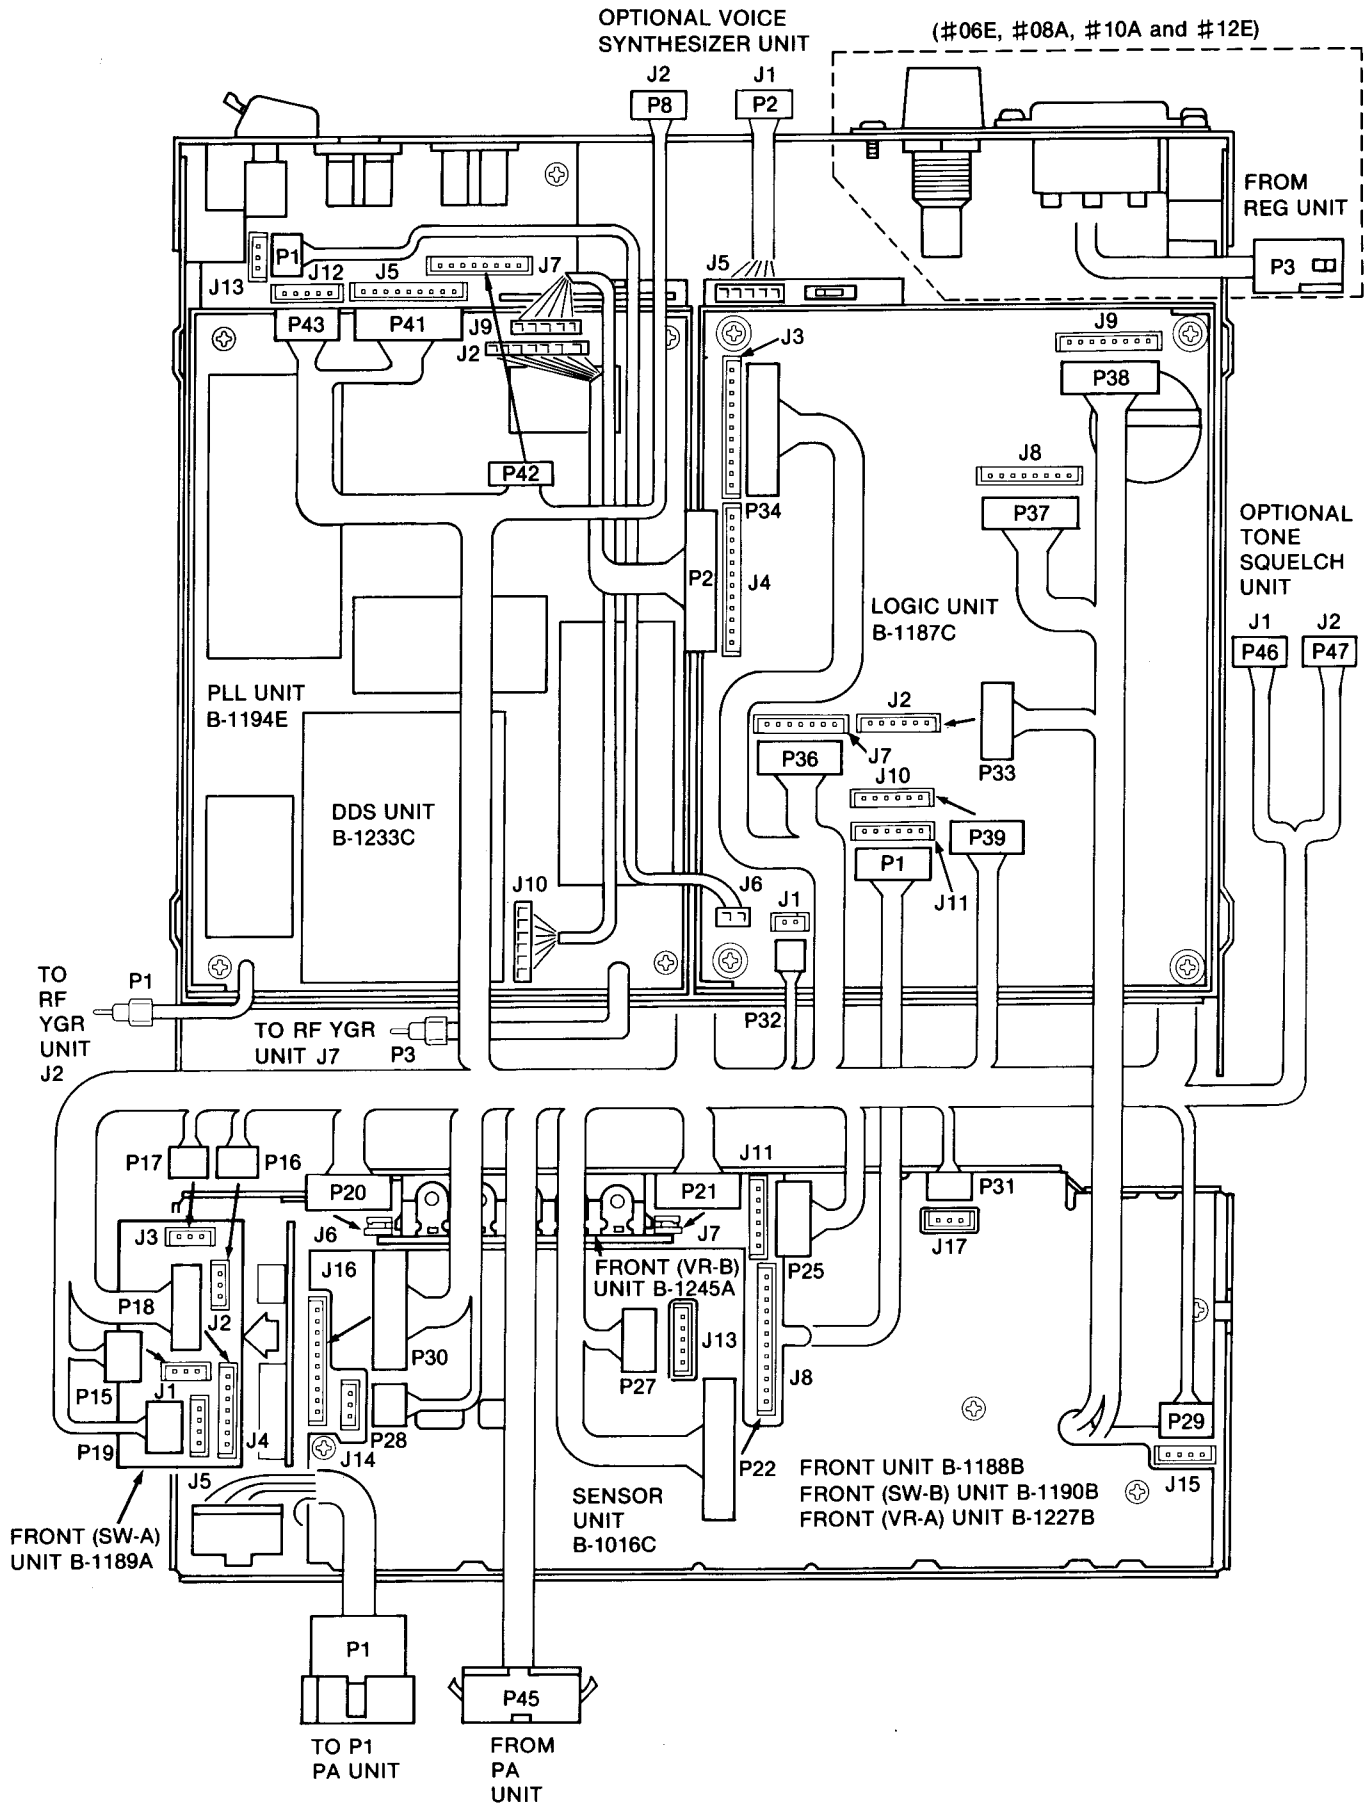 OPTIONAL VOICE
SYNTHESIZER UNIT
(#06E, #08A, #10A and #12E)
J2
J1
P8
P2
FROM
REG UNIT
P3
P1
J13
J12
J5
J7
J5
P43
P41
J9
J2
J3
J9
P38
P42
J8
P34
P37
OPTIONAL
TONE
SQUELCH
UNIT
P2
J4
LOGIC UNIT
B-1187C
J1
J2
P46
P47
PLL UNIT
B-1194E
J2
P36
J7
P33
J10
DDS UNIT
B-1233C
P39
P1
J10
J6
J1
J11
TO
RF
YGR
UNIT
J2
P1
TO RF YGR
UNIT J7
P3
P32
P17
P16
J11
P20
P21
P31
J3
J6
J7
J17
J16
FRONT (VR-B)
UNIT B-1245A
P25
P18
J2
P30
J13
P15
J1
P27
J8
P19
J4
P28
P29
J5
J14
P22
J15
SENSOR
UNIT
B-1016C
FRONT UNIT B-1188B
FRONT (SW-B) UNIT B-1190B
FRONT (VR-A) UNIT B-1227B
FRONT (SW-A)
UNIT B-1189A
P1
P45
TO P1
PA UNIT
FROM
PA
UNIT